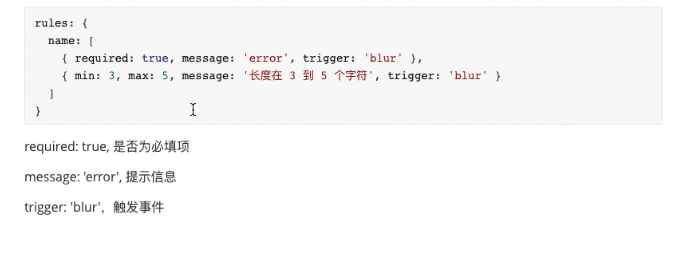 rules: {
name: [
{ required: true, message: 'error', trigger: 'blur' },
{ min: 3, max: 5, message: '长度在 3 到 5 个字符', trigger: 'blur' }
]
}
required: true, 是否为必填项
message: 'error', 提示信息
trigger: 'blur'，触发事件